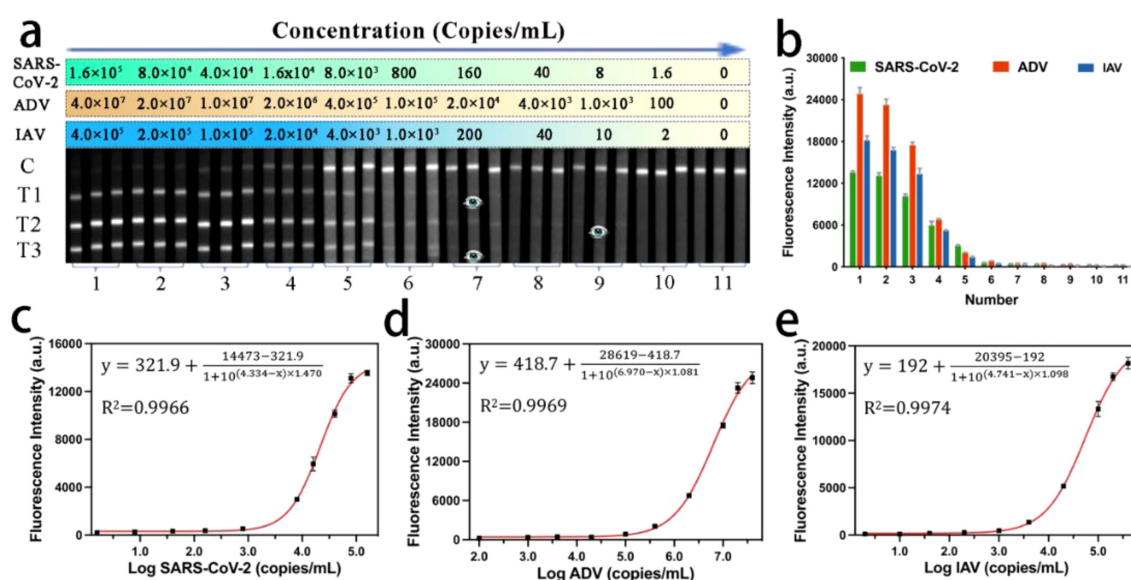 a
Concentration (Copies/mL)
SARS-CoV-2 1.6×10⁵ 8.0×10⁴ 4.0×10⁴ 1.6x10⁴ 8.0×10³ 800 160 40 8 1.6 0
ADV 4.0×10⁷ 2.0×10⁷ 1.0×10⁷ 2.0×10⁶ 4.0×10⁵ 1.0×10⁵ 2.0×10⁴ 4.0×10³ 1.0×10³ 100 0
IAV 4.0×10⁵ 2.0×10⁵ 1.0×10⁵ 2.0×10⁴ 4.0×10³ 1.0×10³ 200 40 10 2 0
C
T1
T2
T3
1 2 3 4 5 6 7 8 9 10 11
b
SARS-CoV-2 ADV IAV
Fluorescence Intensity (a.u.)
30000
24000
18000
12000
6000
0
1 2 3 4 5 6 7 8 9 10 11
Number
c
y = 321.9 + 14473−321.9 / 1+10^(4.334−x)×1.470
R²=0.9966
Fluorescence Intensity (a.u.)
16000
12000
8000
4000
0
1.0 2.0 3.0 4.0 5.0
Log SARS-CoV-2 (copies/mL)
d
y = 418.7 + 28619−418.7 / 1+10^(6.970−x)×1.081
R²=0.9969
Fluorescence Intensity (a.u.)
30000
24000
18000
12000
6000
0
2.0 3.0 4.0 5.0 6.0 7.0
Log ADV (copies/mL)
e
y = 192 + 20395−192 / 1+10^(4.741−x)×1.098
R²=0.9974
Fluorescence Intensity (a.u.)
20000
15000
10000
5000
0
1.0 2.0 3.0 4.0 5.0
Log IAV (copies/mL)